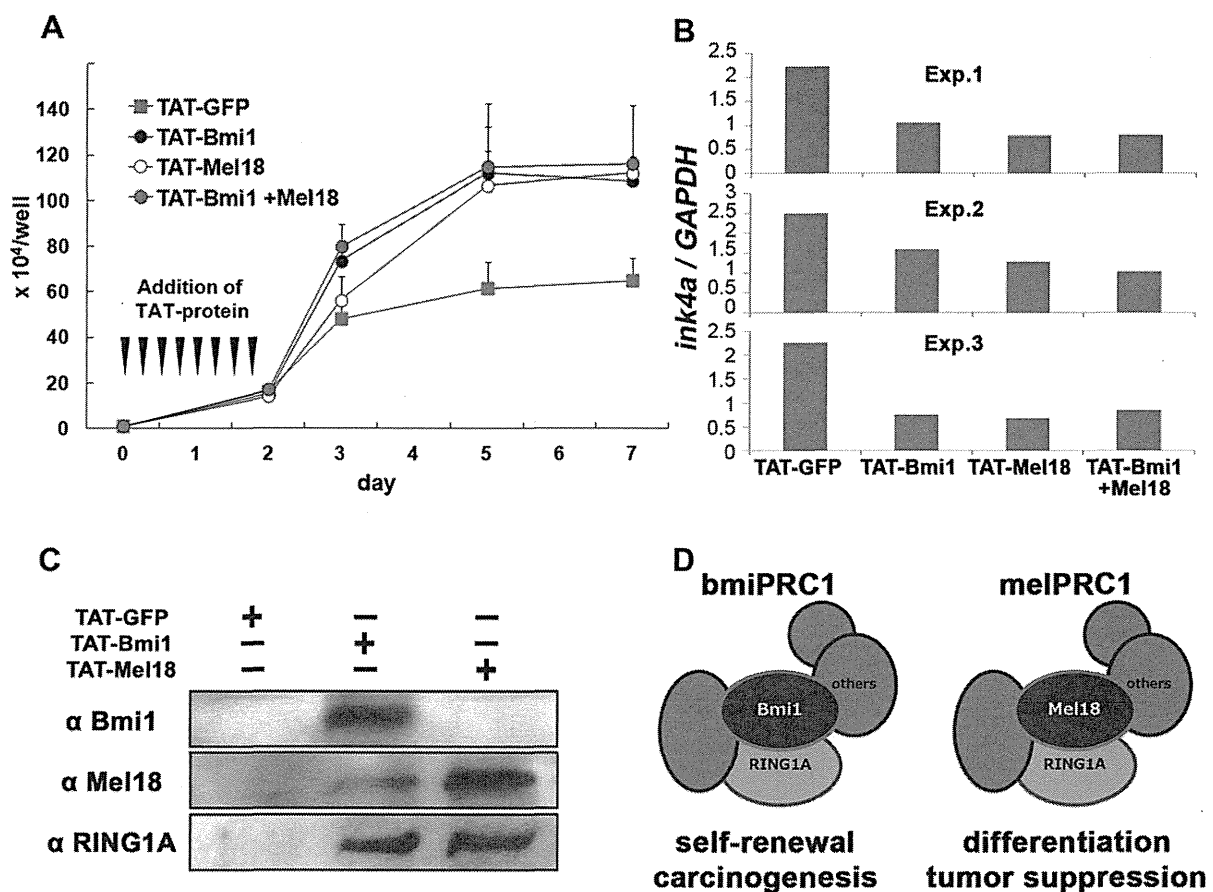 A
140
120
100
80
60
40
20
0
x 10⁴/well
TAT-GFP
TAT-Bmi1
TAT-Mel18
TAT-Bmi1 +Mel18
Addition of
TAT-protein
0 1 2 3 4 5 6 7
day
B
ink4a / GAPDH
2.5
2
1.5
1
0.5
0
Exp.1
3
2.5
2
1.5
1
0.5
0
Exp.2
2.5
2
1.5
1
0.5
0
Exp.3
TAT-GFP TAT-Bmi1 TAT-Mel18 TAT-Bmi1
+Mel18
C
TAT-GFP + − −
TAT-Bmi1 − + −
TAT-Mel18 − − +
α Bmi1
α Mel18
α RING1A
D
bmiPRC1
others
Bmi1
RING1A
self-renewal
carcinogenesis
melPRC1
others
Mel18
RING1A
differentiation
tumor suppression